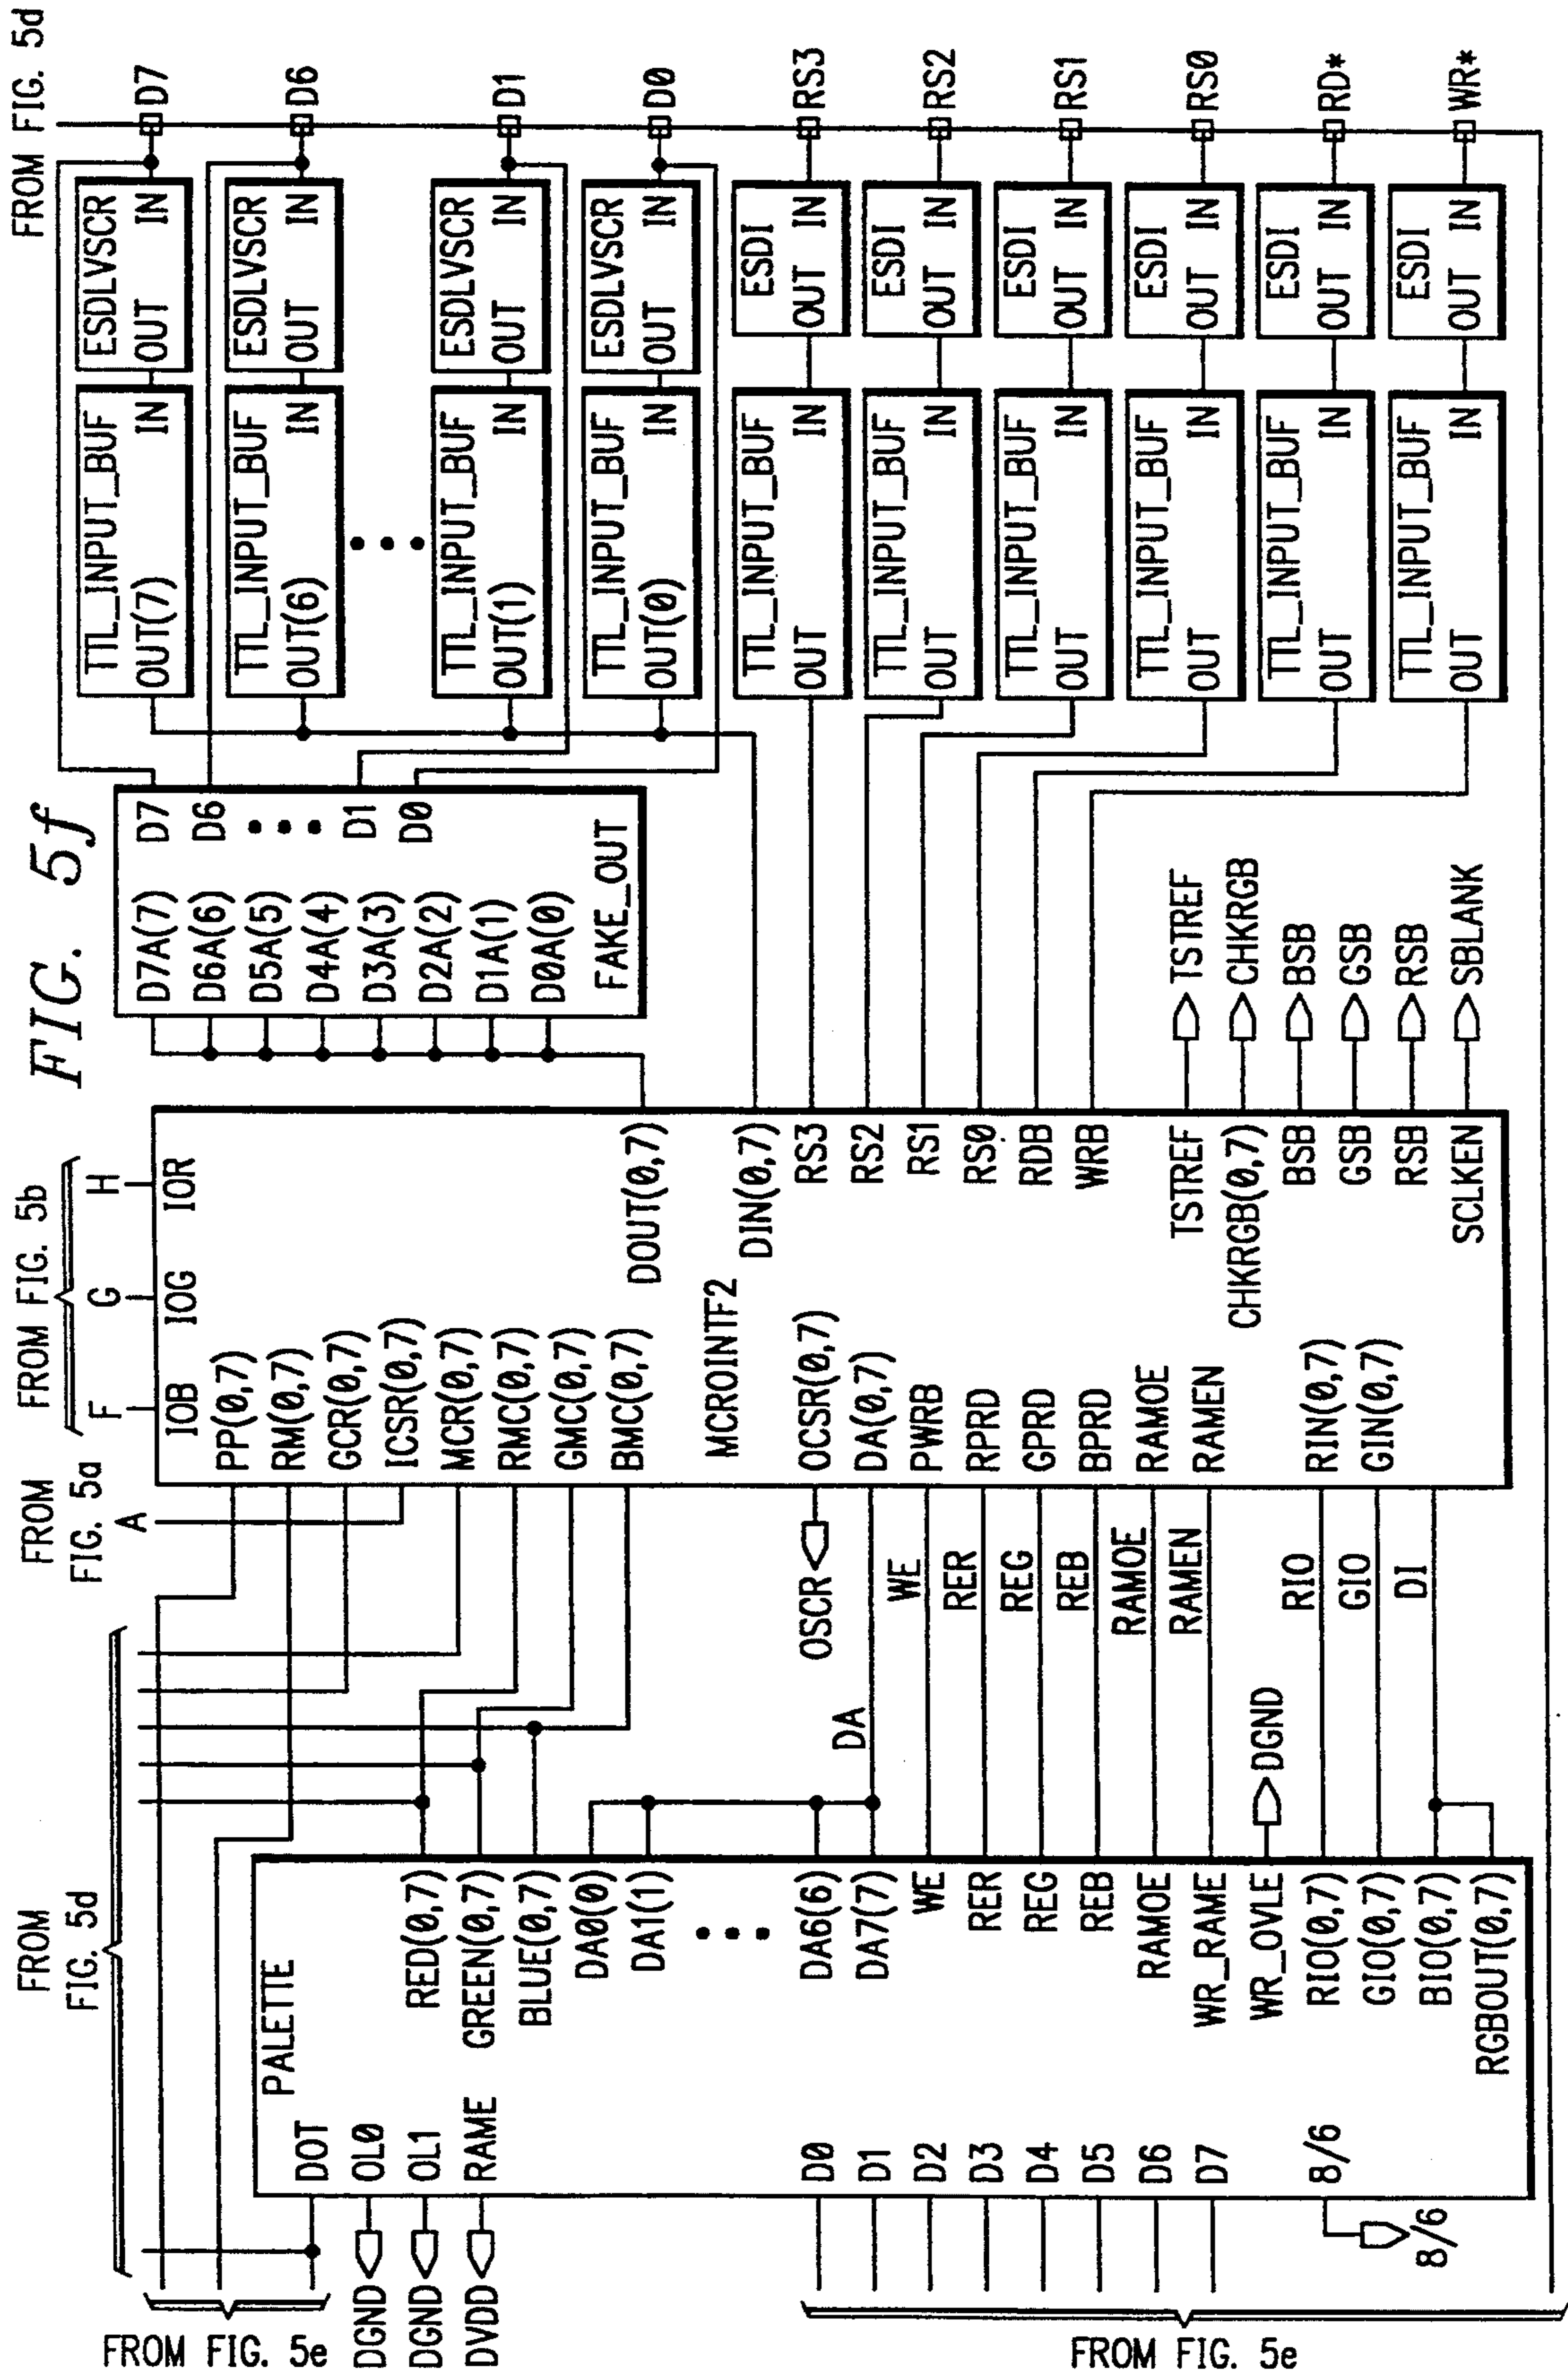 FIG. 5f
FROM FIG. 5d
FROM FIG. 5a
A
FROM FIG. 5b
F
G
H
FROM FIG. 5d
FROM FIG. 5e
DGND
DGND
DVDD
FROM FIG. 5e
PALETTE
DOT
OL0
OL1
RAME
D0
D1
D2
D3
D4
D5
D6
D7
8/6
8/6
RED(0,7)
GREEN(0,7)
BLUE(0,7)
DA0(0)
DA1(1)
DA6(6)
DA7(7)
WE
RER
REG
REB
RAMOE
WR_RAME
WR_OVLE
RIO(0,7)
GIO(0,7)
BIO(0,7)
RGBOUT(0,7)
DA
OSCR
WE
RER
REG
REB
RAMOE
RAMEN
DGND
RIO
GIO
DI
IOB
IOG
IOR
PP(0,7)
RM(0,7)
GCR(0,7)
ICSR(0,7)
MCR(0,7)
RMC(0,7)
GMC(0,7)
BMC(0,7)
MCROINTF2
OCSR(0,7)
DA(0,7)
PWRB
RPRD
GPRD
BPRD
RAMOE
RAMEN
RIN(0,7)
GIN(0,7)
DOUT(0,7)
DIN(0,7)
RS3
RS2
RS1
RS0
RDB
WRB
TSTREF
CHKRGB(0,7)
BSB
GSB
RSB
SCLKEN
TSTREF
CHKRGB
BSB
GSB
RSB
SBLANK
D7A(7)
D6A(6)
D5A(5)
D4A(4)
D3A(3)
D2A(2)
D1A(1)
D0A(0)
D7
D6
D1
D0
FAKE_OUT
TTL_INPUT_BUF
OUT(7) IN
ESDLVSCR
OUT IN
D7
TTL_INPUT_BUF
OUT(6) IN
ESDLVSCR
OUT IN
D6
TTL_INPUT_BUF
OUT(1) IN
ESDLVSCR
OUT IN
D1
TTL_INPUT_BUF
OUT(0) IN
ESDLVSCR
OUT IN
D0
TTL_INPUT_BUF
OUT IN
ESDI
OUT IN
RS3
TTL_INPUT_BUF
OUT IN
ESDI
OUT IN
RS2
TTL_INPUT_BUF
OUT IN
ESDI
OUT IN
RS1
TTL_INPUT_BUF
OUT IN
ESDI
OUT IN
RS0
TTL_INPUT_BUF
OUT IN
ESDI
OUT IN
RD*
TTL_INPUT_BUF
OUT IN
ESDI
OUT IN
WR*